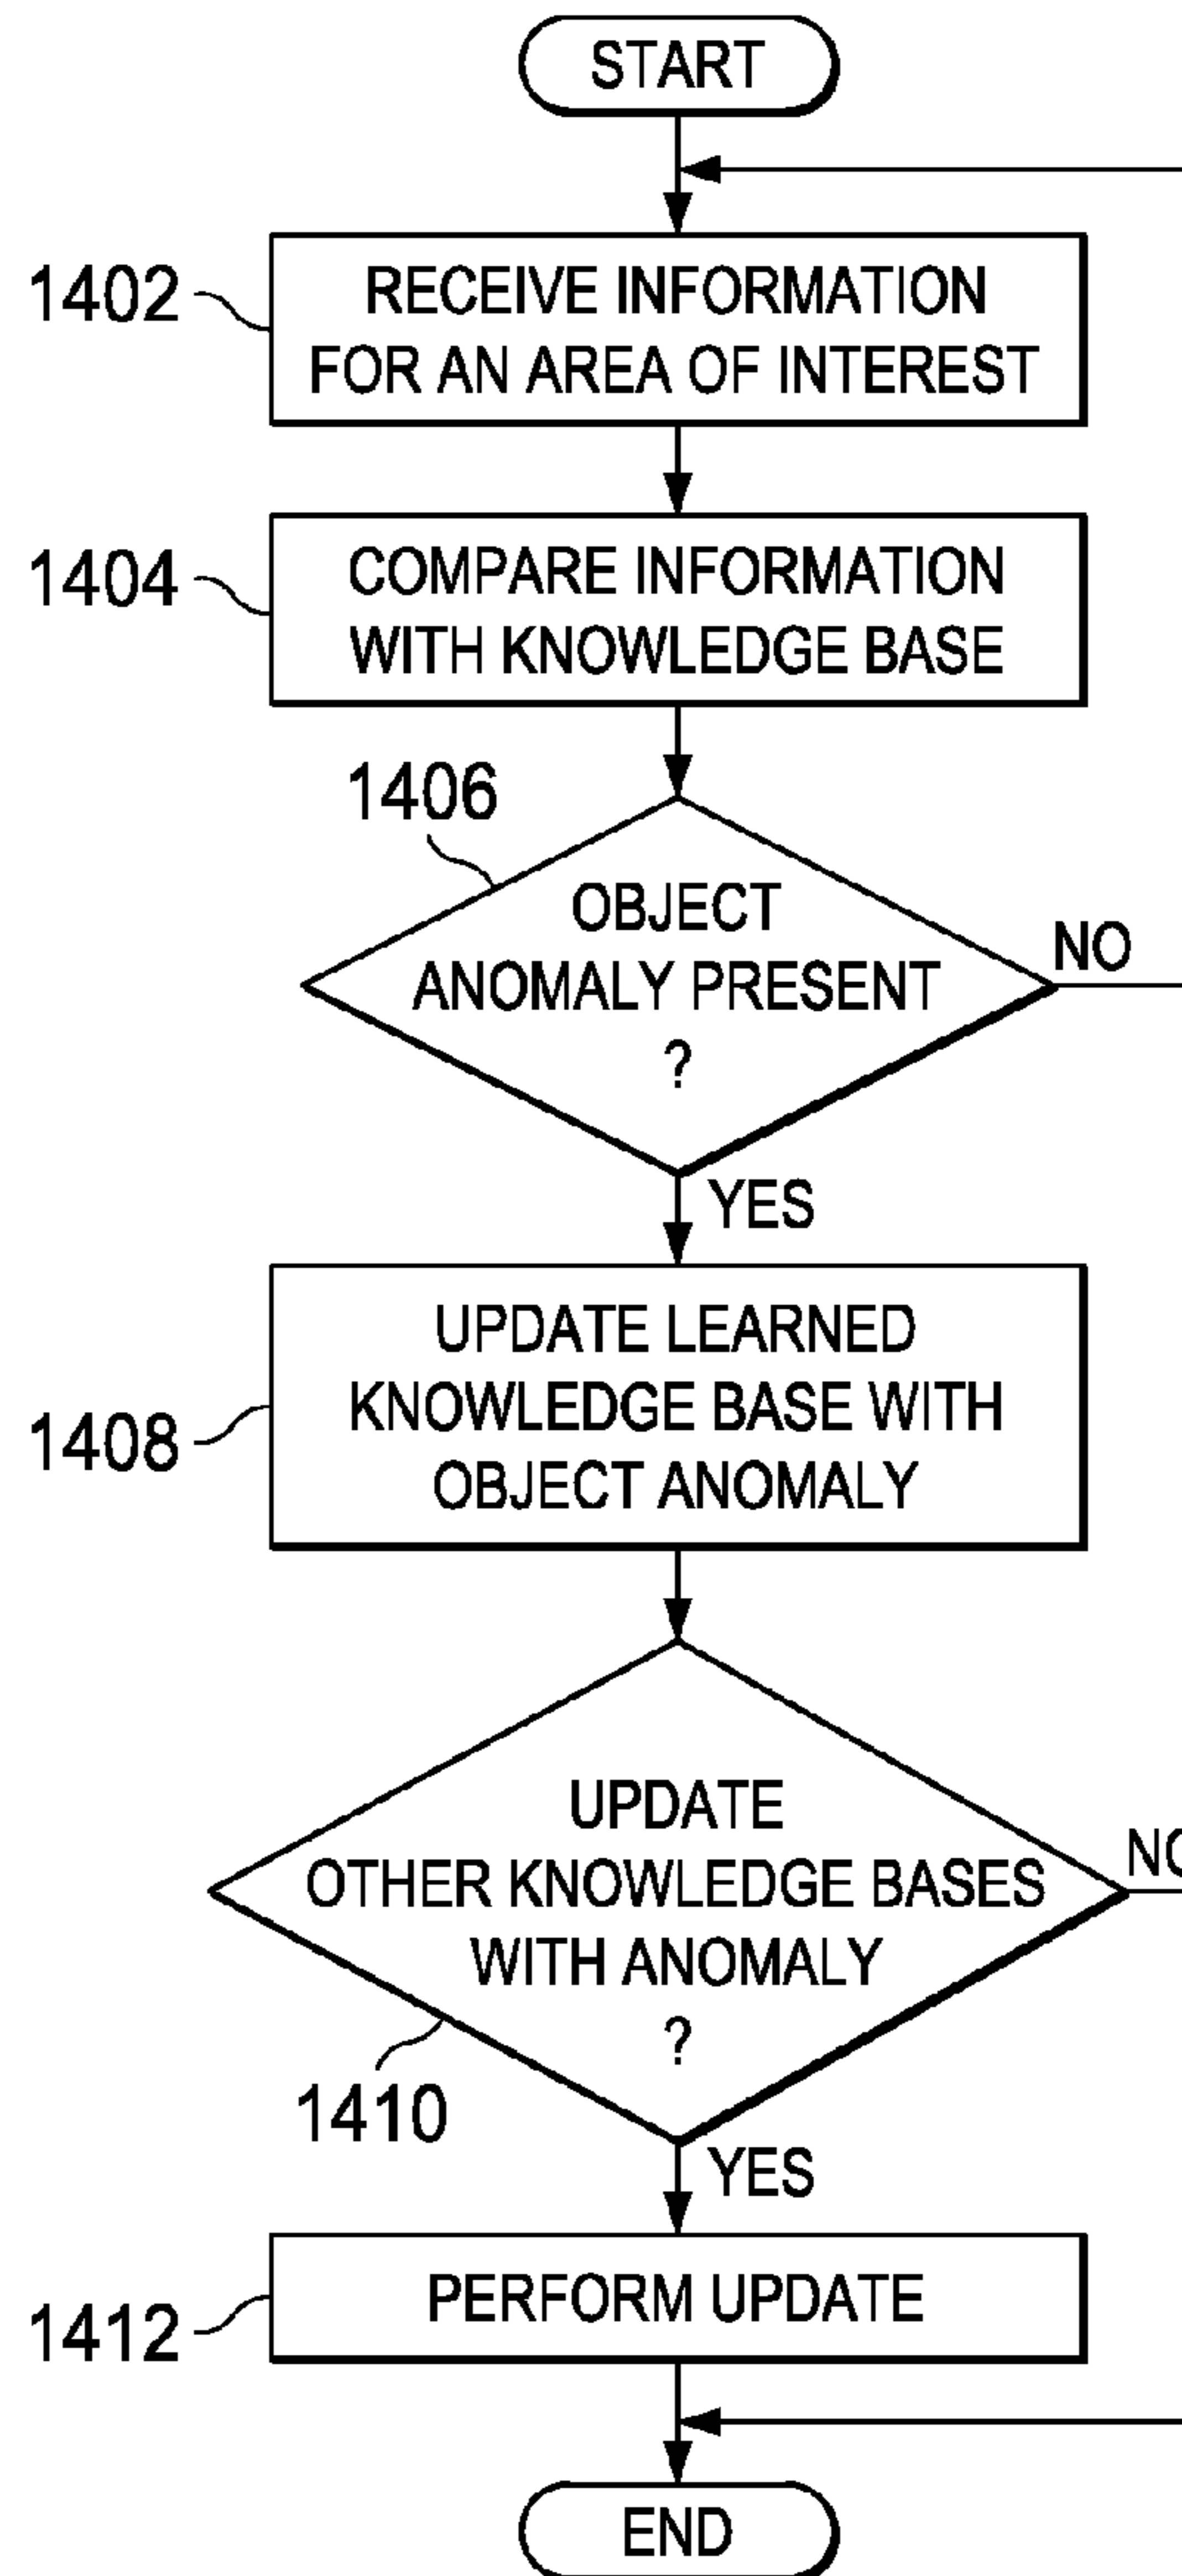 START
1402
RECEIVE INFORMATION
FOR AN AREA OF INTEREST
1404
COMPARE INFORMATION
WITH KNOWLEDGE BASE
1406
OBJECT
ANOMALY PRESENT
?
NO
YES
1408
UPDATE LEARNED
KNOWLEDGE BASE WITH
OBJECT ANOMALY
UPDATE
OTHER KNOWLEDGE BASES
WITH ANOMALY
?
NO
1410
YES
1412
PERFORM UPDATE
END